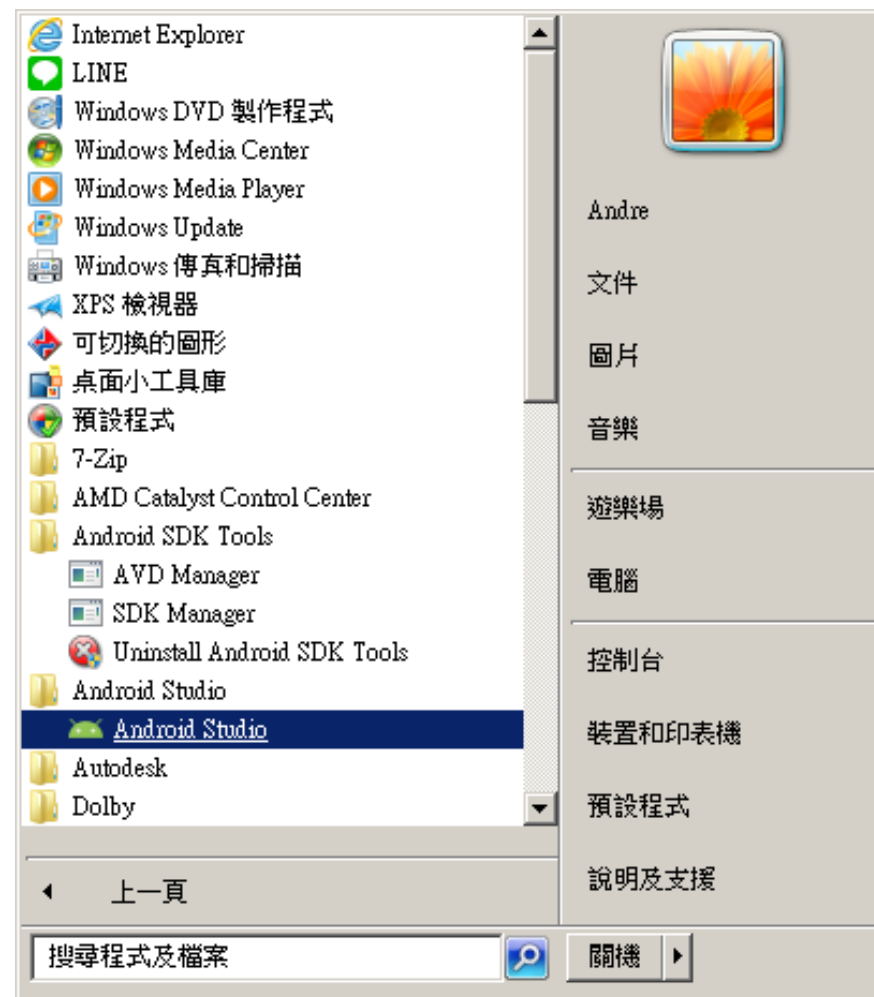 Internet Explorer
LINE
Windows DVD 製作程式
Windows Media Center
Windows Media Player
Windows Update
Windows 傳真和掃描
XPS 檢視器
可切換的圖形
桌面小工具庫
預設程式
7-Zip
AMD Catalyst Control Center
Android SDK Tools
AVD Manager
SDK Manager
Uninstall Android SDK Tools
Android Studio
Android Studio
Autodesk
Dolby
上一頁
搜尋程式及檔案
Andre
文件
圖片
音樂
遊樂場
電腦
控制台
裝置和印表機
預設程式
說明及支援
關機